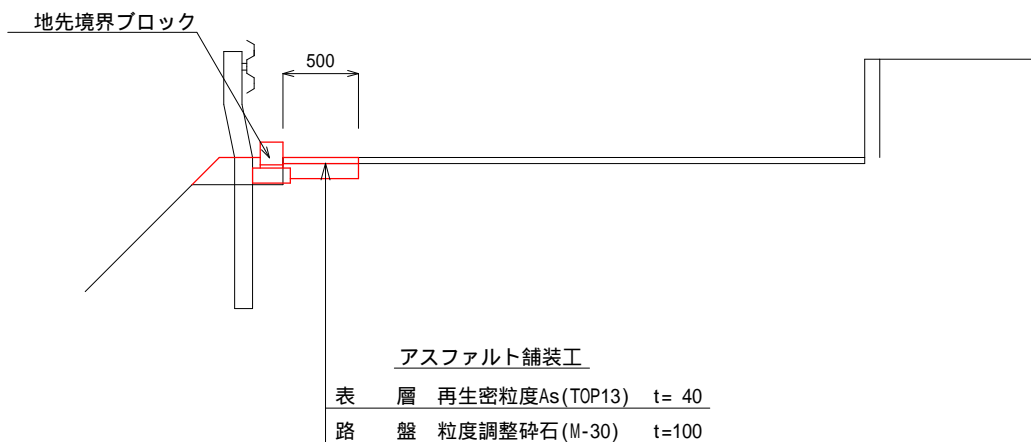 地先境界ブロック
500
アスファルト舗装工
表　層　再生密粒度As(TOP13)　t= 40
路　盤　粒度調整砕石(M-30)　t=100